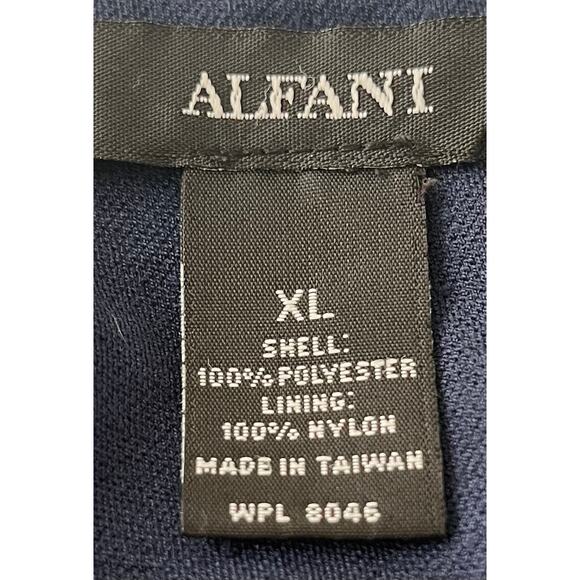 ALFANI
XL
SHELL:
100% POLYESTER
LINING:
100% NYLON
MADE IN TAIWAN
WPL 8046